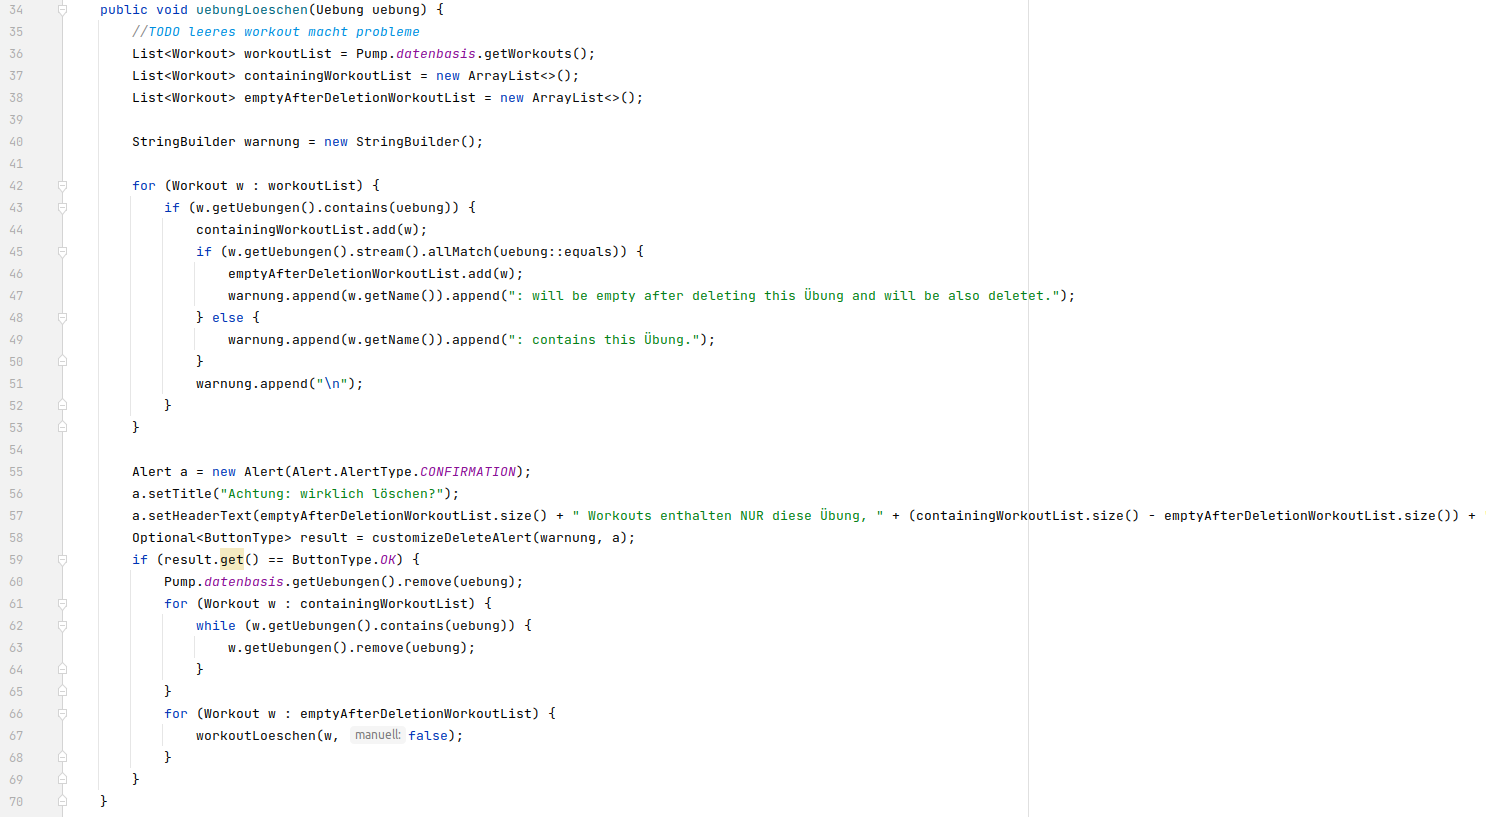 34 public void uebungLoeschen(Uebung uebung) {
35 //TODO leeres workout macht probleme
36 List<Workout> workoutList = Pump.datenbasis.getWorkouts();
37 List<Workout> containingWorkoutList = new ArrayList<>();
38 List<Workout> emptyAfterDeletionWorkoutList = new ArrayList<>();
39
40 StringBuilder warnung = new StringBuilder();
41
42 for (Workout w : workoutList) {
43 if (w.getUebungen().contains(uebung)) {
44 containingWorkoutList.add(w);
45 if (w.getUebungen().stream().allMatch(uebung::equals)) {
46 emptyAfterDeletionWorkoutList.add(w);
47 warnung.append(w.getName()).append(": will be empty after deleting this Übung and will be also deletet.");
48 } else {
49 warnung.append(w.getName()).append(": contains this Übung.");
50 }
51 warnung.append("\n");
52 }
53 }
54
55 Alert a = new Alert(Alert.AlertType.CONFIRMATION);
56 a.setTitle("Achtung: wirklich löschen?");
57 a.setHeaderText(emptyAfterDeletionWorkoutList.size() + " Workouts enthalten NUR diese Übung, " + (containingWorkoutList.size() - emptyAfterDeletionWorkoutList.size()) +
58 Optional<ButtonType> result = customizeDeleteAlert(warnung, a);
59 if (result.get() == ButtonType.OK) {
60 Pump.datenbasis.getUebungen().remove(uebung);
61 for (Workout w : containingWorkoutList) {
62 while (w.getUebungen().contains(uebung)) {
63 w.getUebungen().remove(uebung);
64 }
65 }
66 for (Workout w : emptyAfterDeletionWorkoutList) {
67 workoutLoeschen(w, manuell: false);
68 }
69 }
70 }